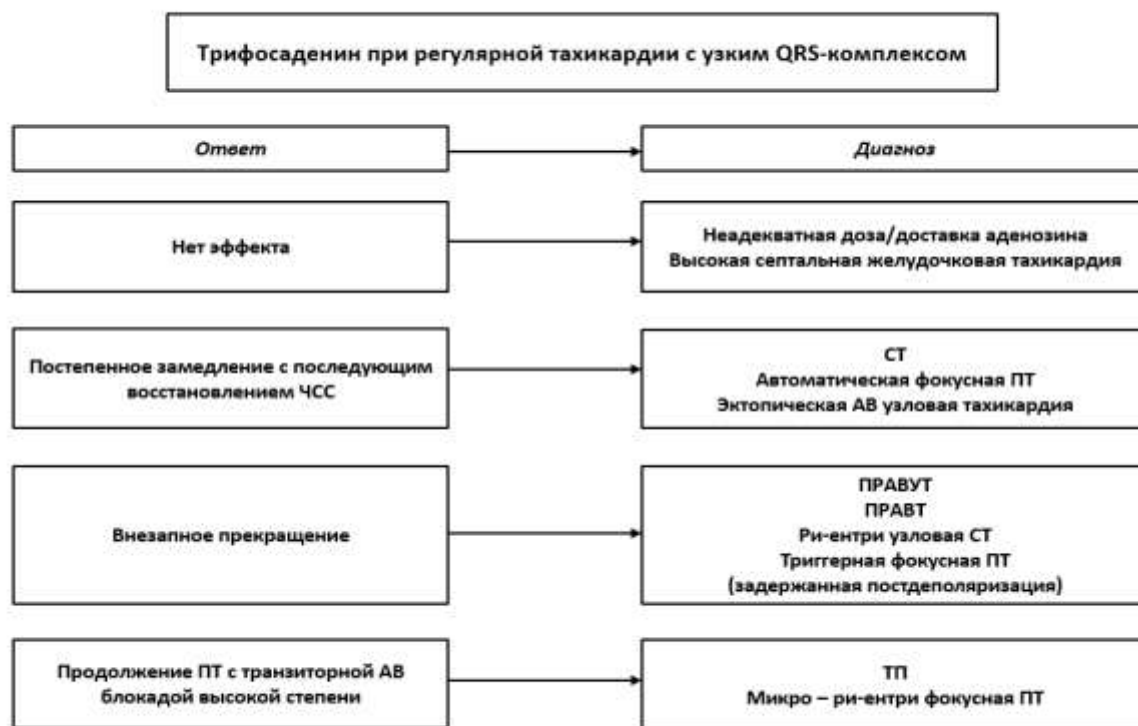 Трифосаденин при регулярной тахикардии с узким QRS-комплексом
Ответ
Диагноз
Нет эффекта
Неадекватная доза/доставка аденозина
Высокая септальная желудочковая тахикардия
Постепенное замедление с последующим
восстановлением ЧСС
СТ
Автоматическая фокусная ПТ
Эктопическая АВ узловая тахикардия
Внезапное прекращение
ПРАВУТ
ПРАВТ
Ри-ентри узловая СТ
Триггерная фокусная ПТ
(задержанная постдеполяризация)
Продолжение ПТ с транзиторной АВ
блокадой высокой степени
ТП
Микро – ри-ентри фокусная ПТ